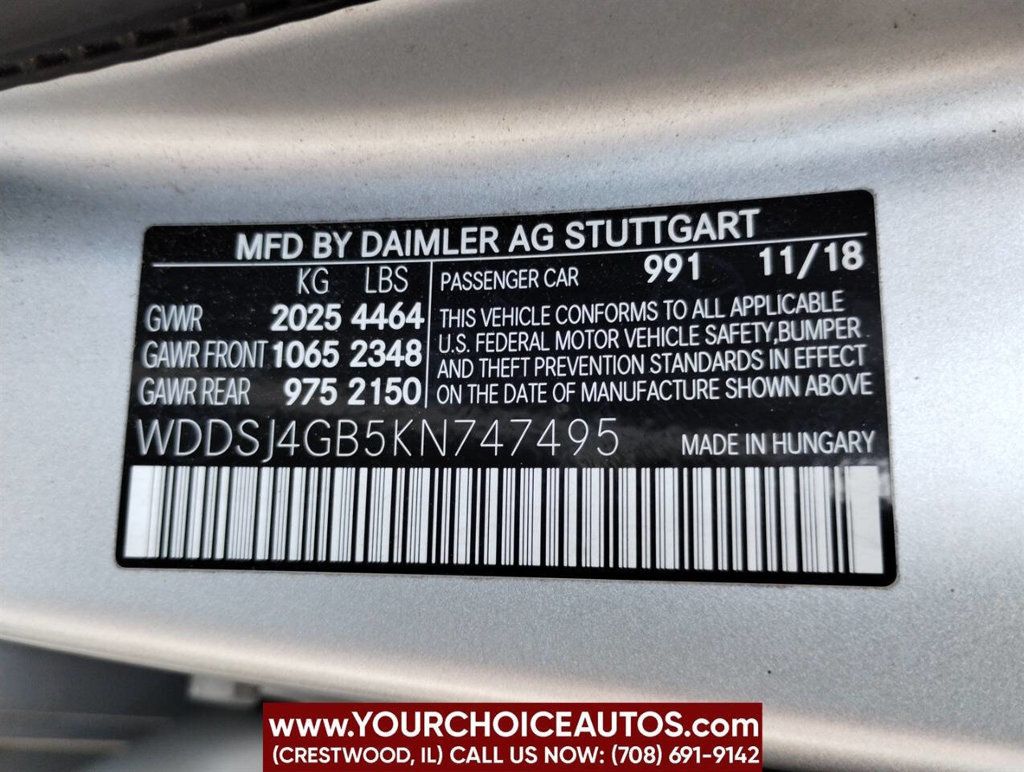 MFD BY DAIMLER AG STUTTGART
KG LBS
GVWR 2025 4464
GAWR FRONT 1065 2348
GAWR REAR 975 2150
PASSENGER CAR 991 11/18
THIS VEHICLE CONFORMS TO ALL APPLICABLE
U.S. FEDERAL MOTOR VEHICLE SAFETY,BUMPER
AND THEFT PREVENTION STANDARDS IN EFFECT
ON THE DATE OF MANUFACTURE SHOWN ABOVE
WDDSJ4GB5KN747495 MADE IN HUNGARY
www.YOURCHOICEAUTOS.com
(CRESTWOOD, IL) CALL US NOW: (708) 691-9142